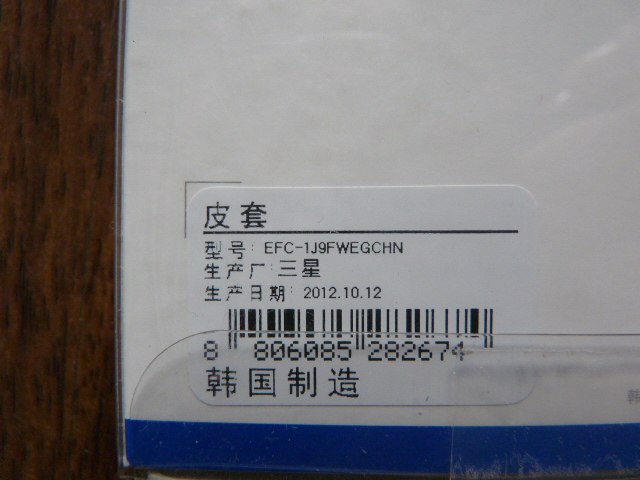 皮套
型号: EFC-1J9FWEGCHN
生产厂: 三星
生产日期: 2012.10.12
8 806085 282674
韩国制造
韩